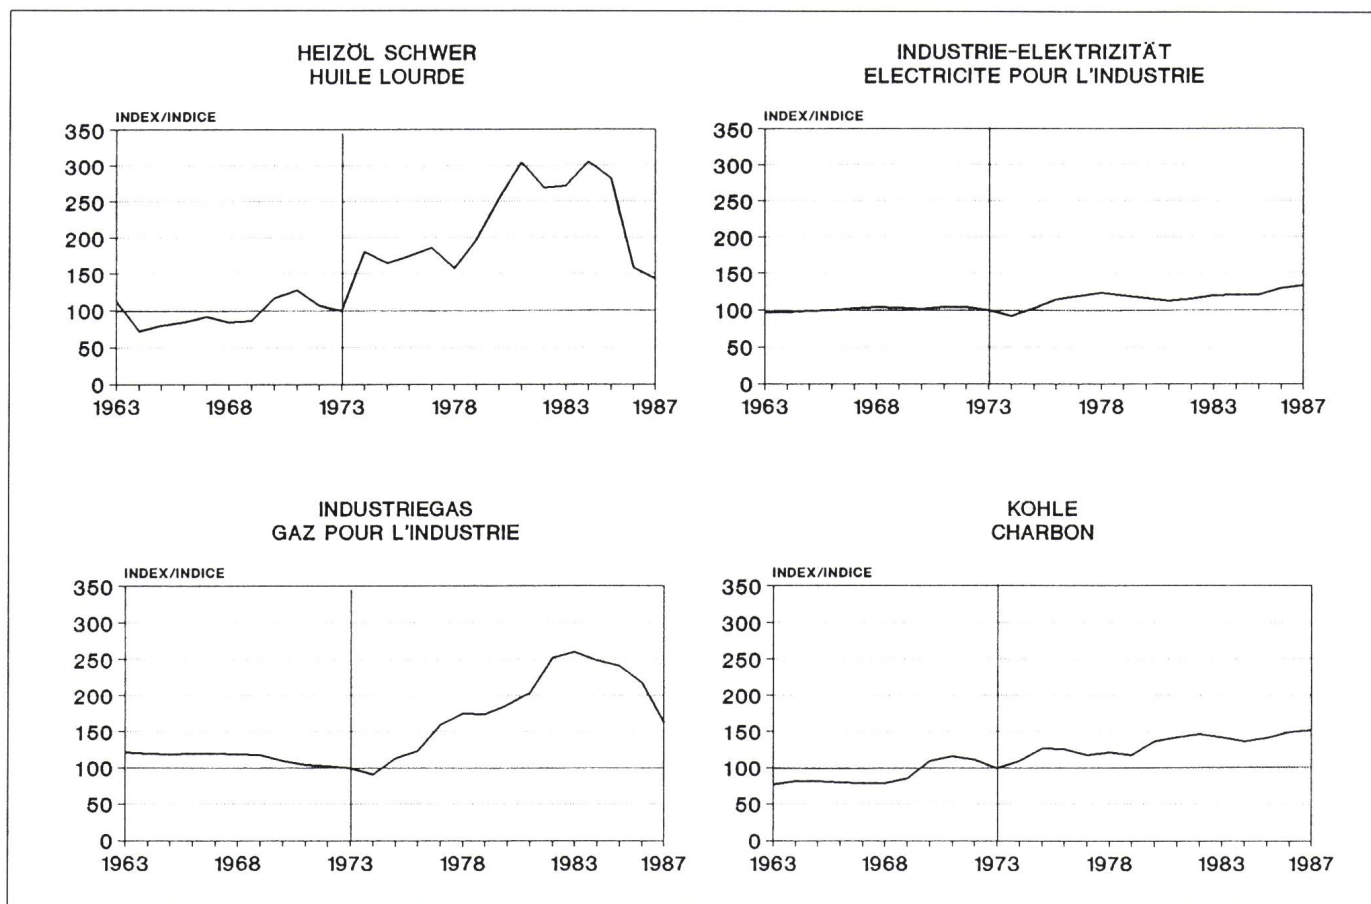 HEIZÖL SCHWER
HUILE LOURDE
INDEX/INDICE
350
300
250
200
150
100
50
0
1963 1968 1973 1978 1983 1987
INDUSTRIE-ELEKTRIZITÄT
ELECTRICITE POUR L'INDUSTRIE
INDEX/INDICE
350
300
250
200
150
100
50
0
1963 1968 1973 1978 1983 1987
INDUSTRIEGAS
GAZ POUR L'INDUSTRIE
INDEX/INDICE
350
300
250
200
150
100
50
0
1963 1968 1973 1978 1983 1987
KOHLE
CHARBON
INDEX/INDICE
350
300
250
200
150
100
50
0
1963 1968 1973 1978 1983 1987